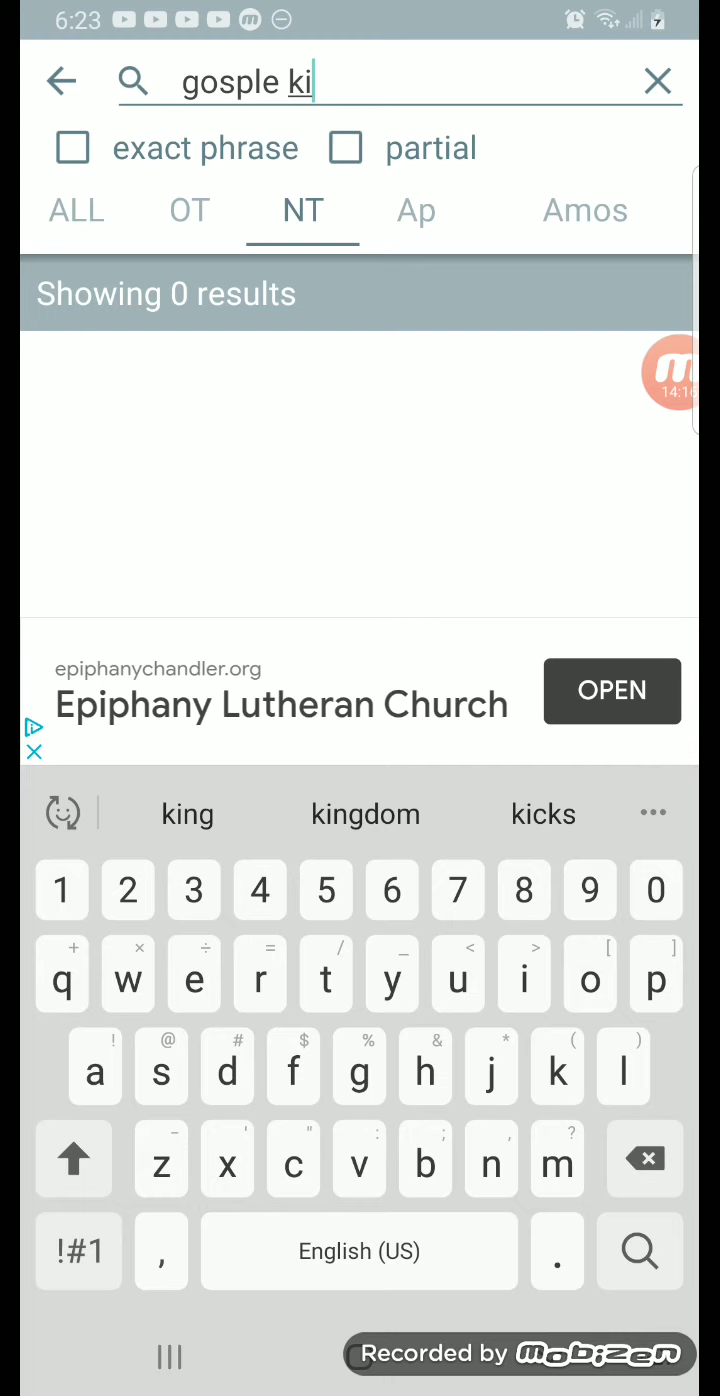 6:23
gosple ki
exact phrase partial
ALL OT NT Ap Amos
Showing 0 results
14:16
epiphanychandler.org
Epiphany Lutheran Church
OPEN
king kingdom kicks
1 2 3 4 5 6 7 8 9 0
+ × ÷ = / _ < > [ ]
q w e r t y u i o p
! @ # $ % & * ( )
a s d f g h j k l
- ' " : ; , ?
z x c v b n m
!#1 , English (US) .
Recorded by mobizen